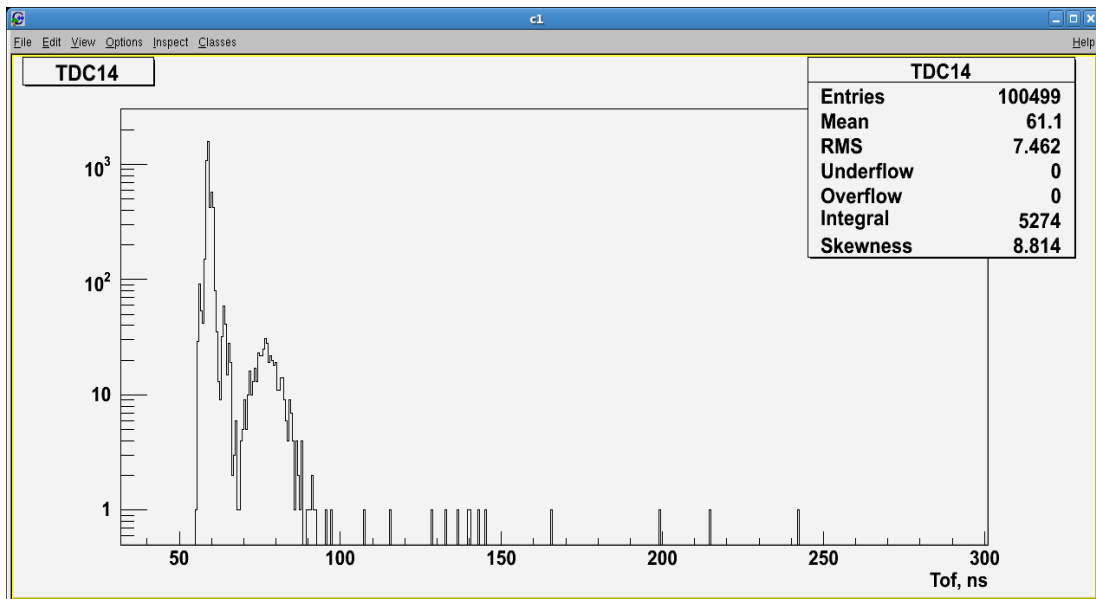 c1
File Edit View Options Inspect Classes Help
TDC14
TDC14
Entries 100499
Mean 61.1
RMS 7.462
Underflow 0
Overflow 0
Integral 5274
Skewness 8.814
10³
10²
10
1
50 100 150 200 250 300
Tof, ns